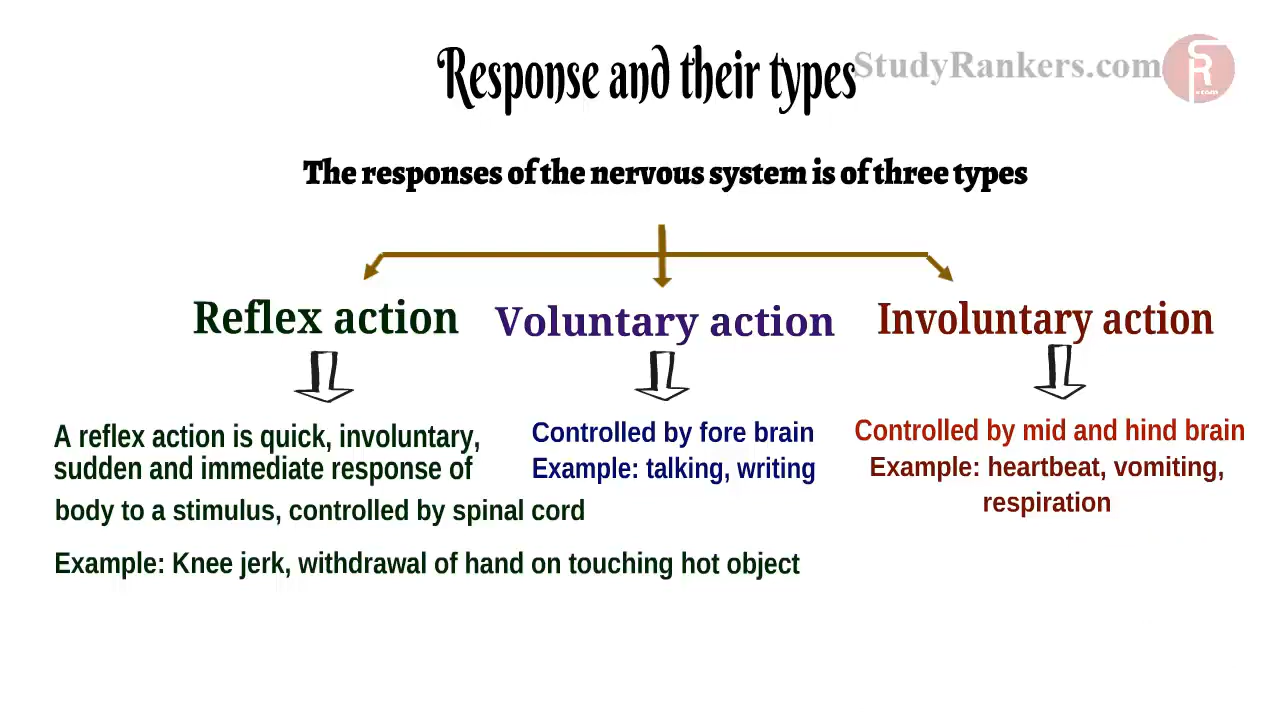 Response and their types
StudyRankers.com
SR
.com
The responses of the nervous system is of three types
Reflex action
Voluntary action
Involuntary action
A reflex action is quick, involuntary,
sudden and immediate response of
body to a stimulus, controlled by spinal cord
Example: Knee jerk, withdrawal of hand on touching hot object
Controlled by fore brain
Example: talking, writing
Controlled by mid and hind brain
Example: heartbeat, vomiting,
respiration